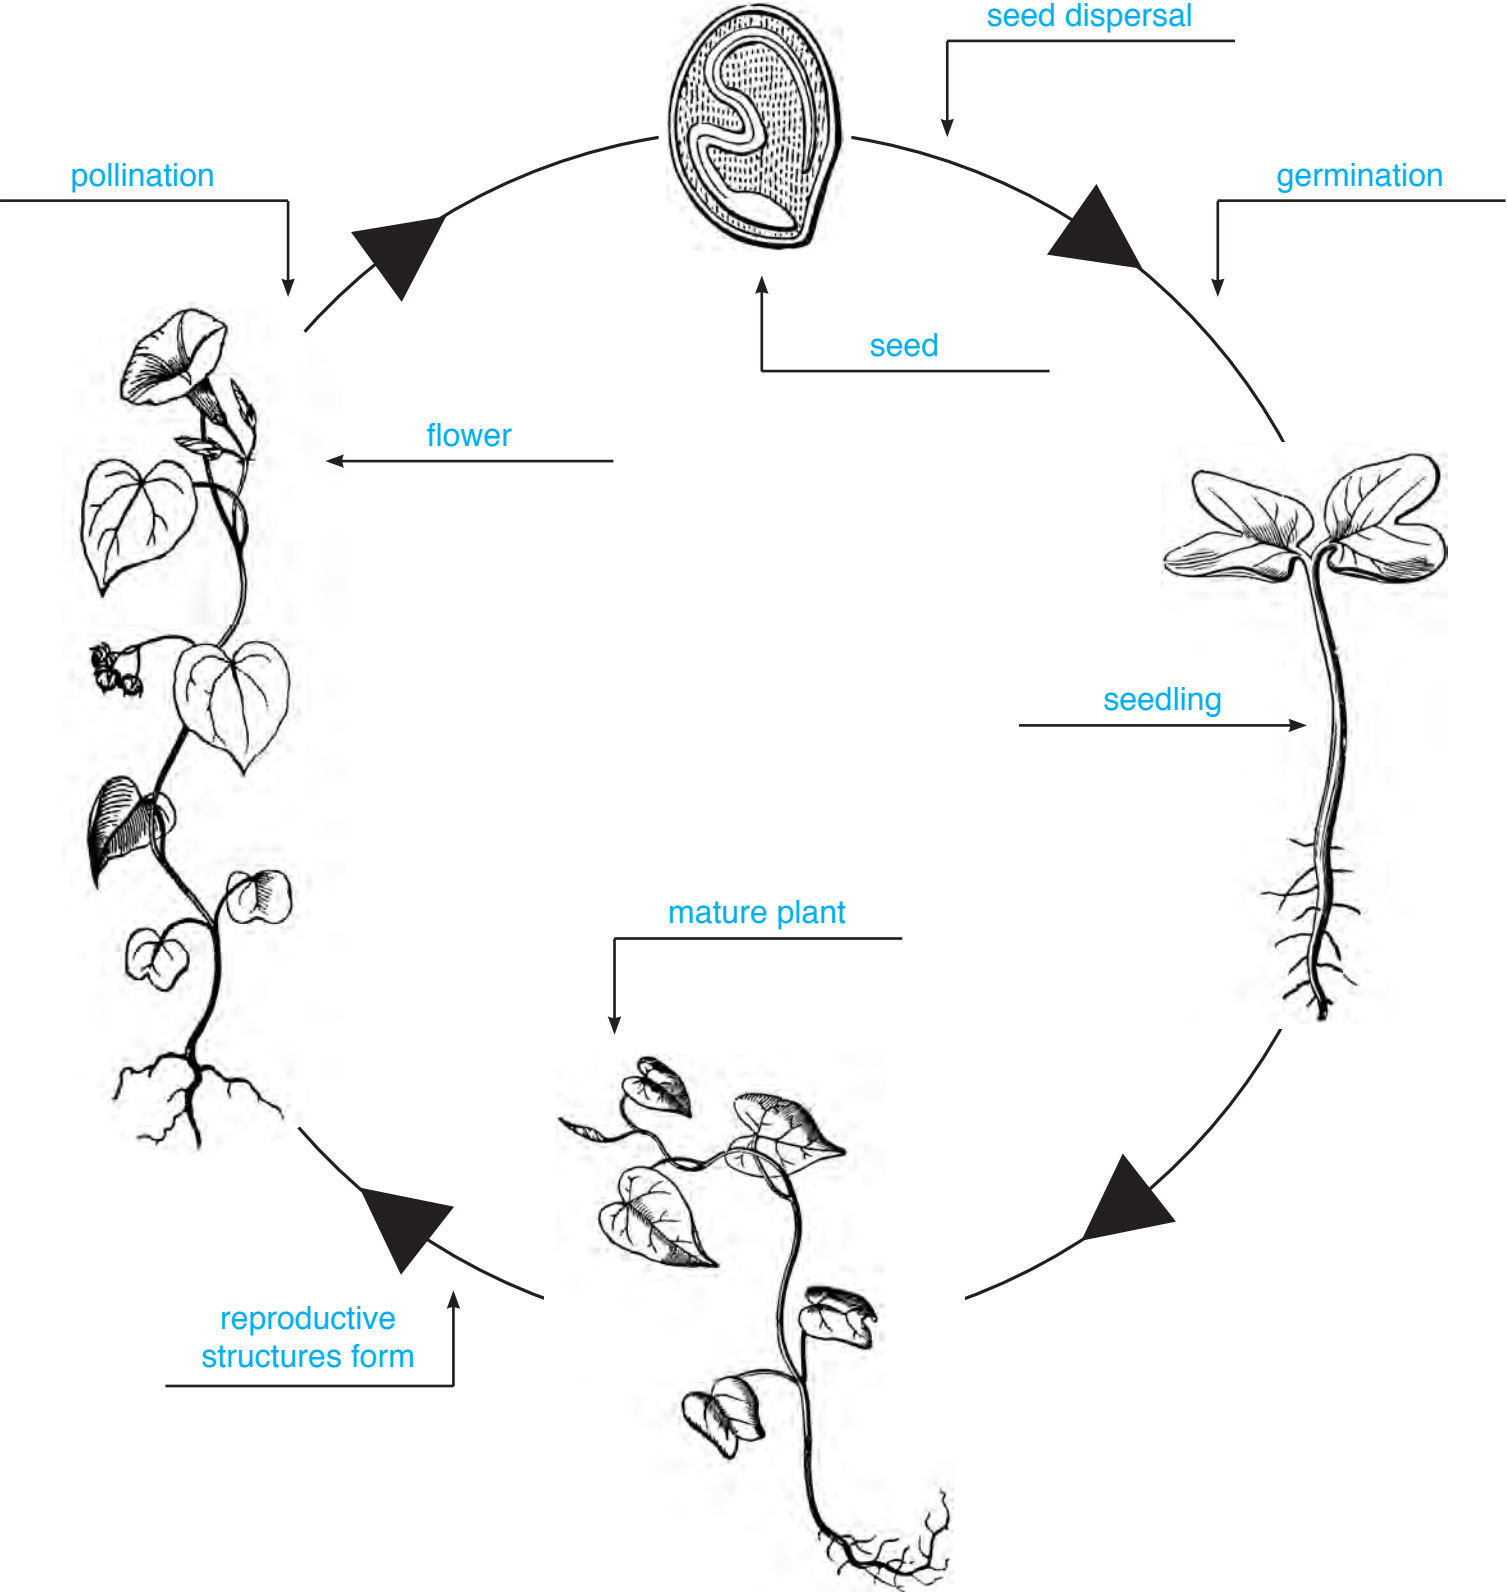 seed dispersal
pollination
germination
seed
flower
seedling
mature plant
reproductive
structures form